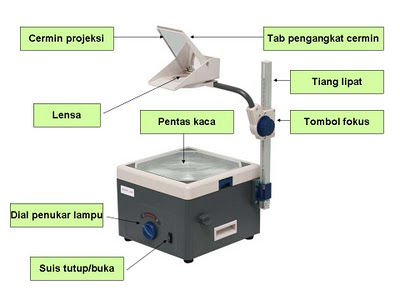 Cermin projeksi
Tab pengangkat cermin
Tiang lipat
Lensa
Pentas kaca
Tombol fokus
Dial penukar lampu
Suis tutup/buka